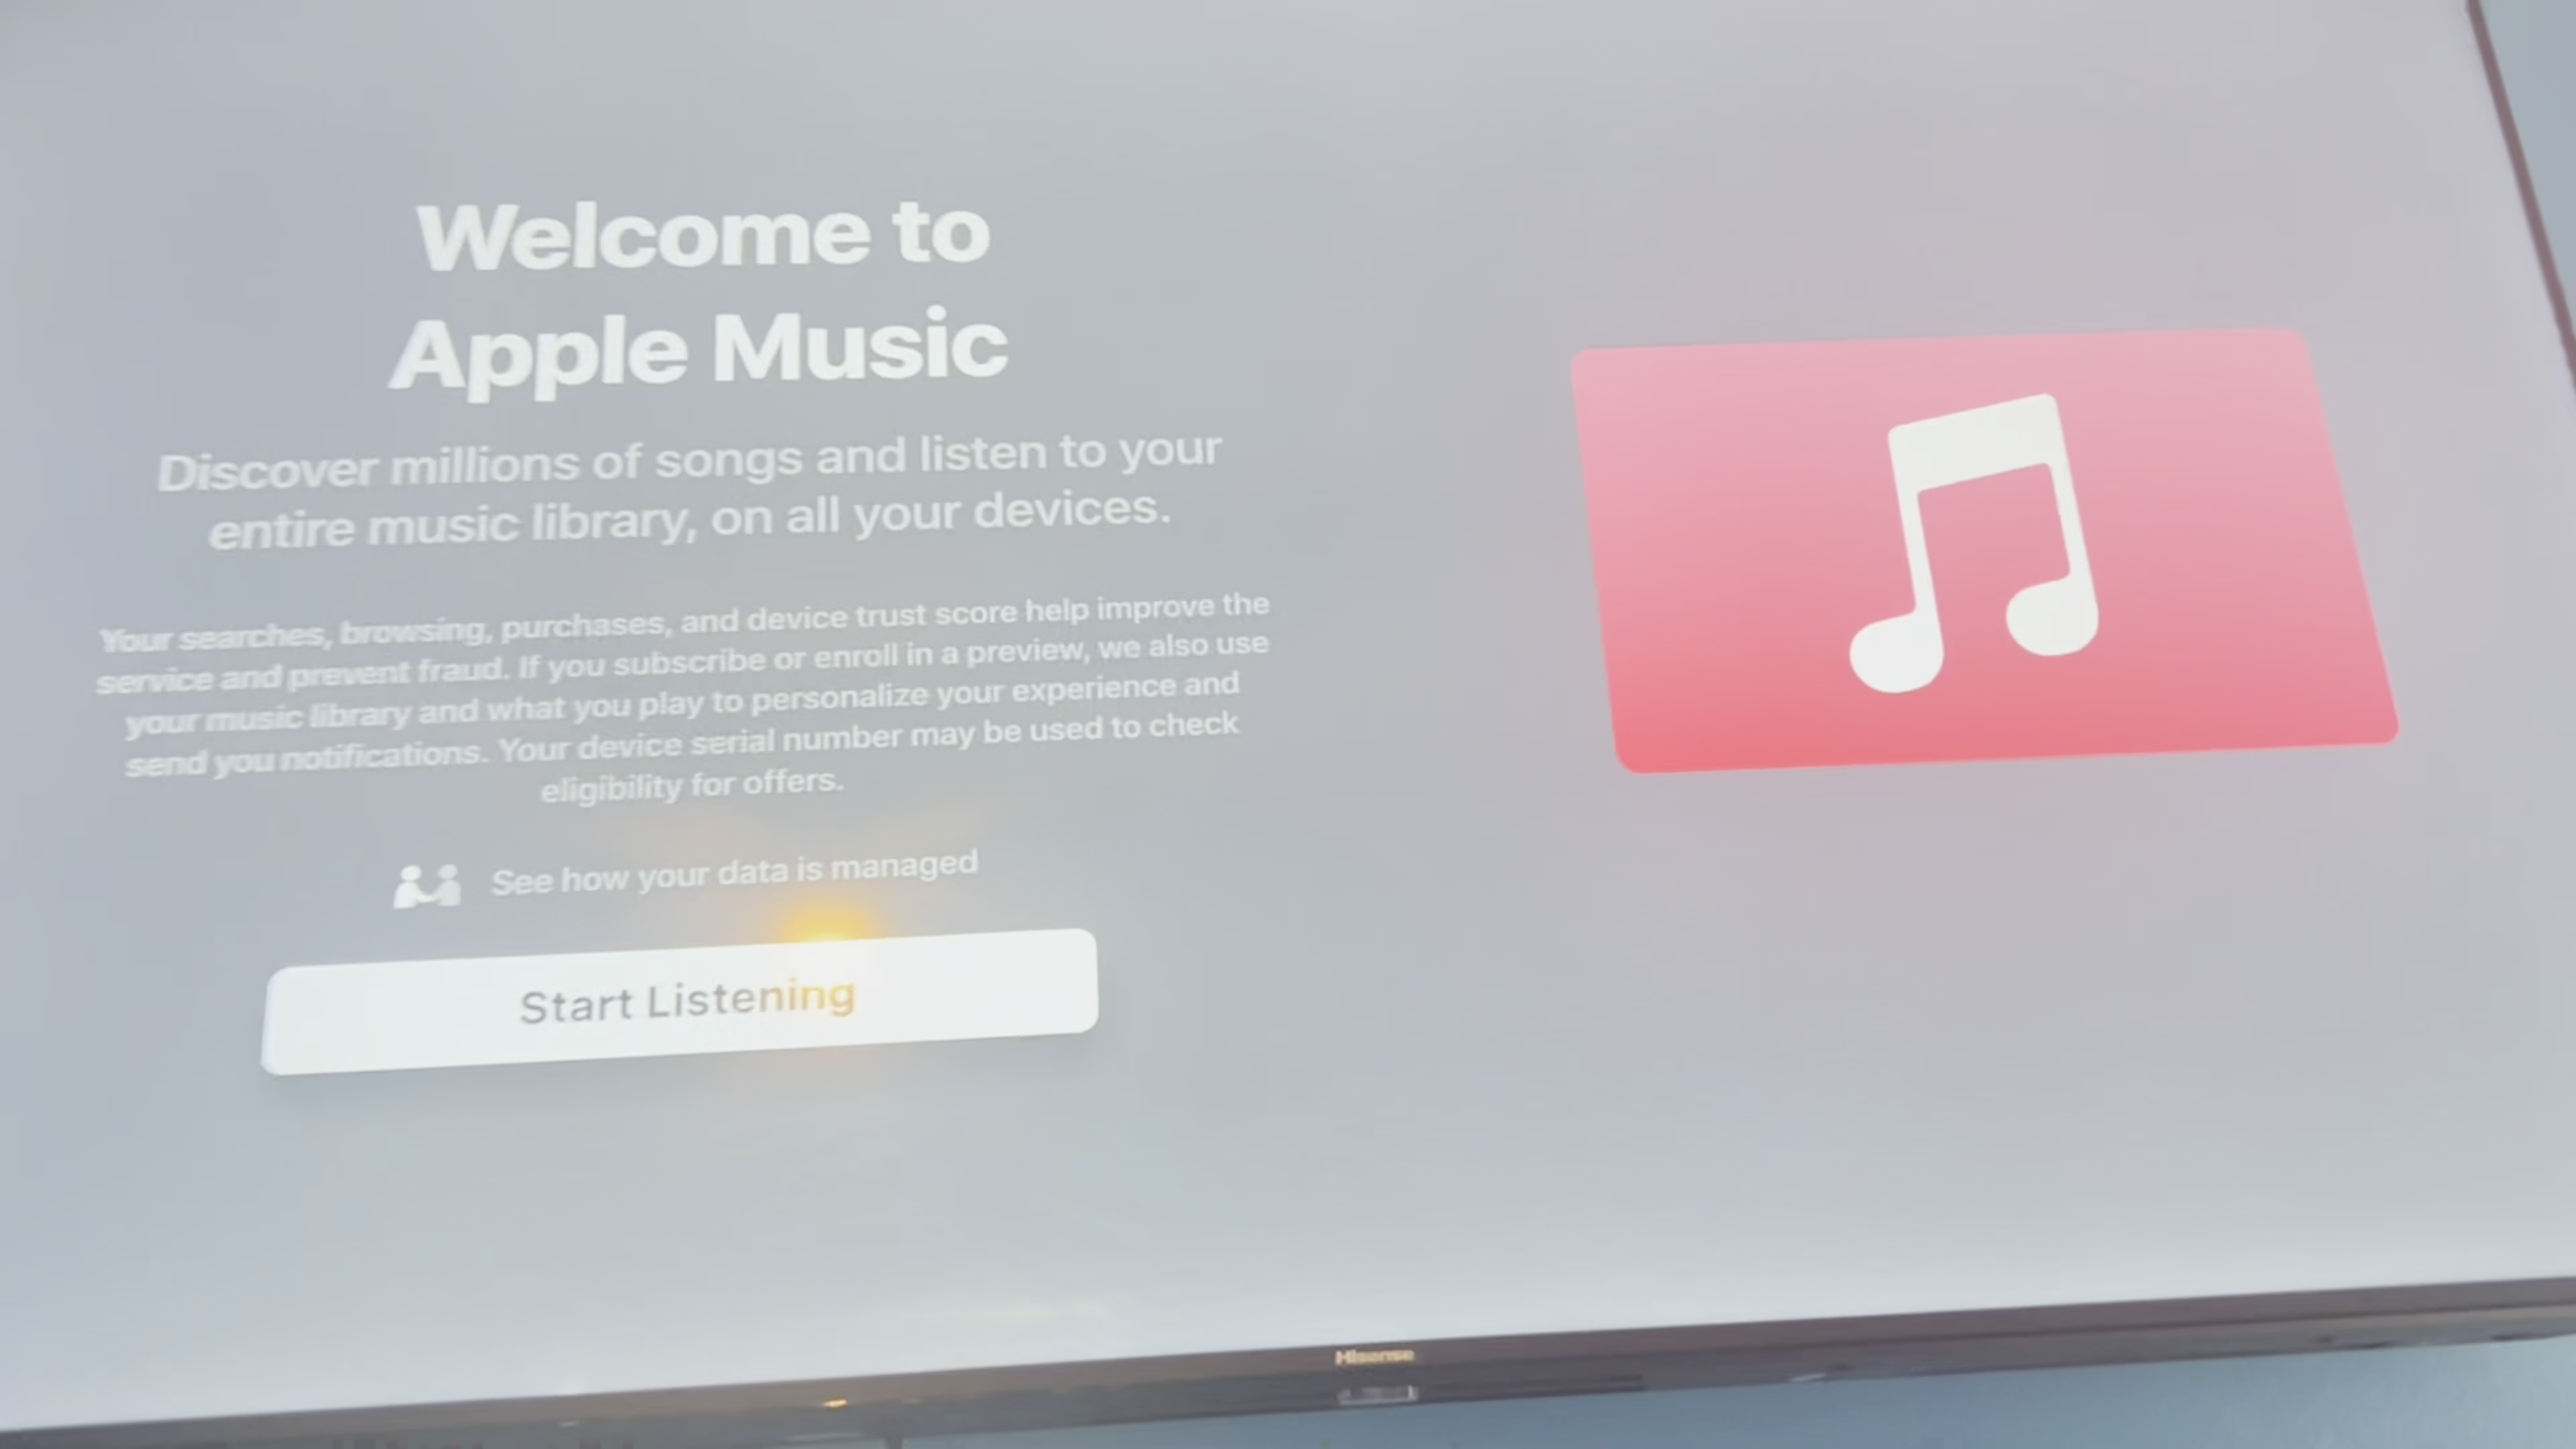 Welcome to
Apple Music
Discover millions of songs and listen to your
entire music library, on all your devices.
Your searches, browsing, purchases, and device trust score help improve the
service and prevent fraud. If you subscribe or enroll in a preview, we also use
your music library and what you play to personalize your experience and
send you notifications. Your device serial number may be used to check
eligibility for offers.
See how your data is managed
Start Listening
Hisense